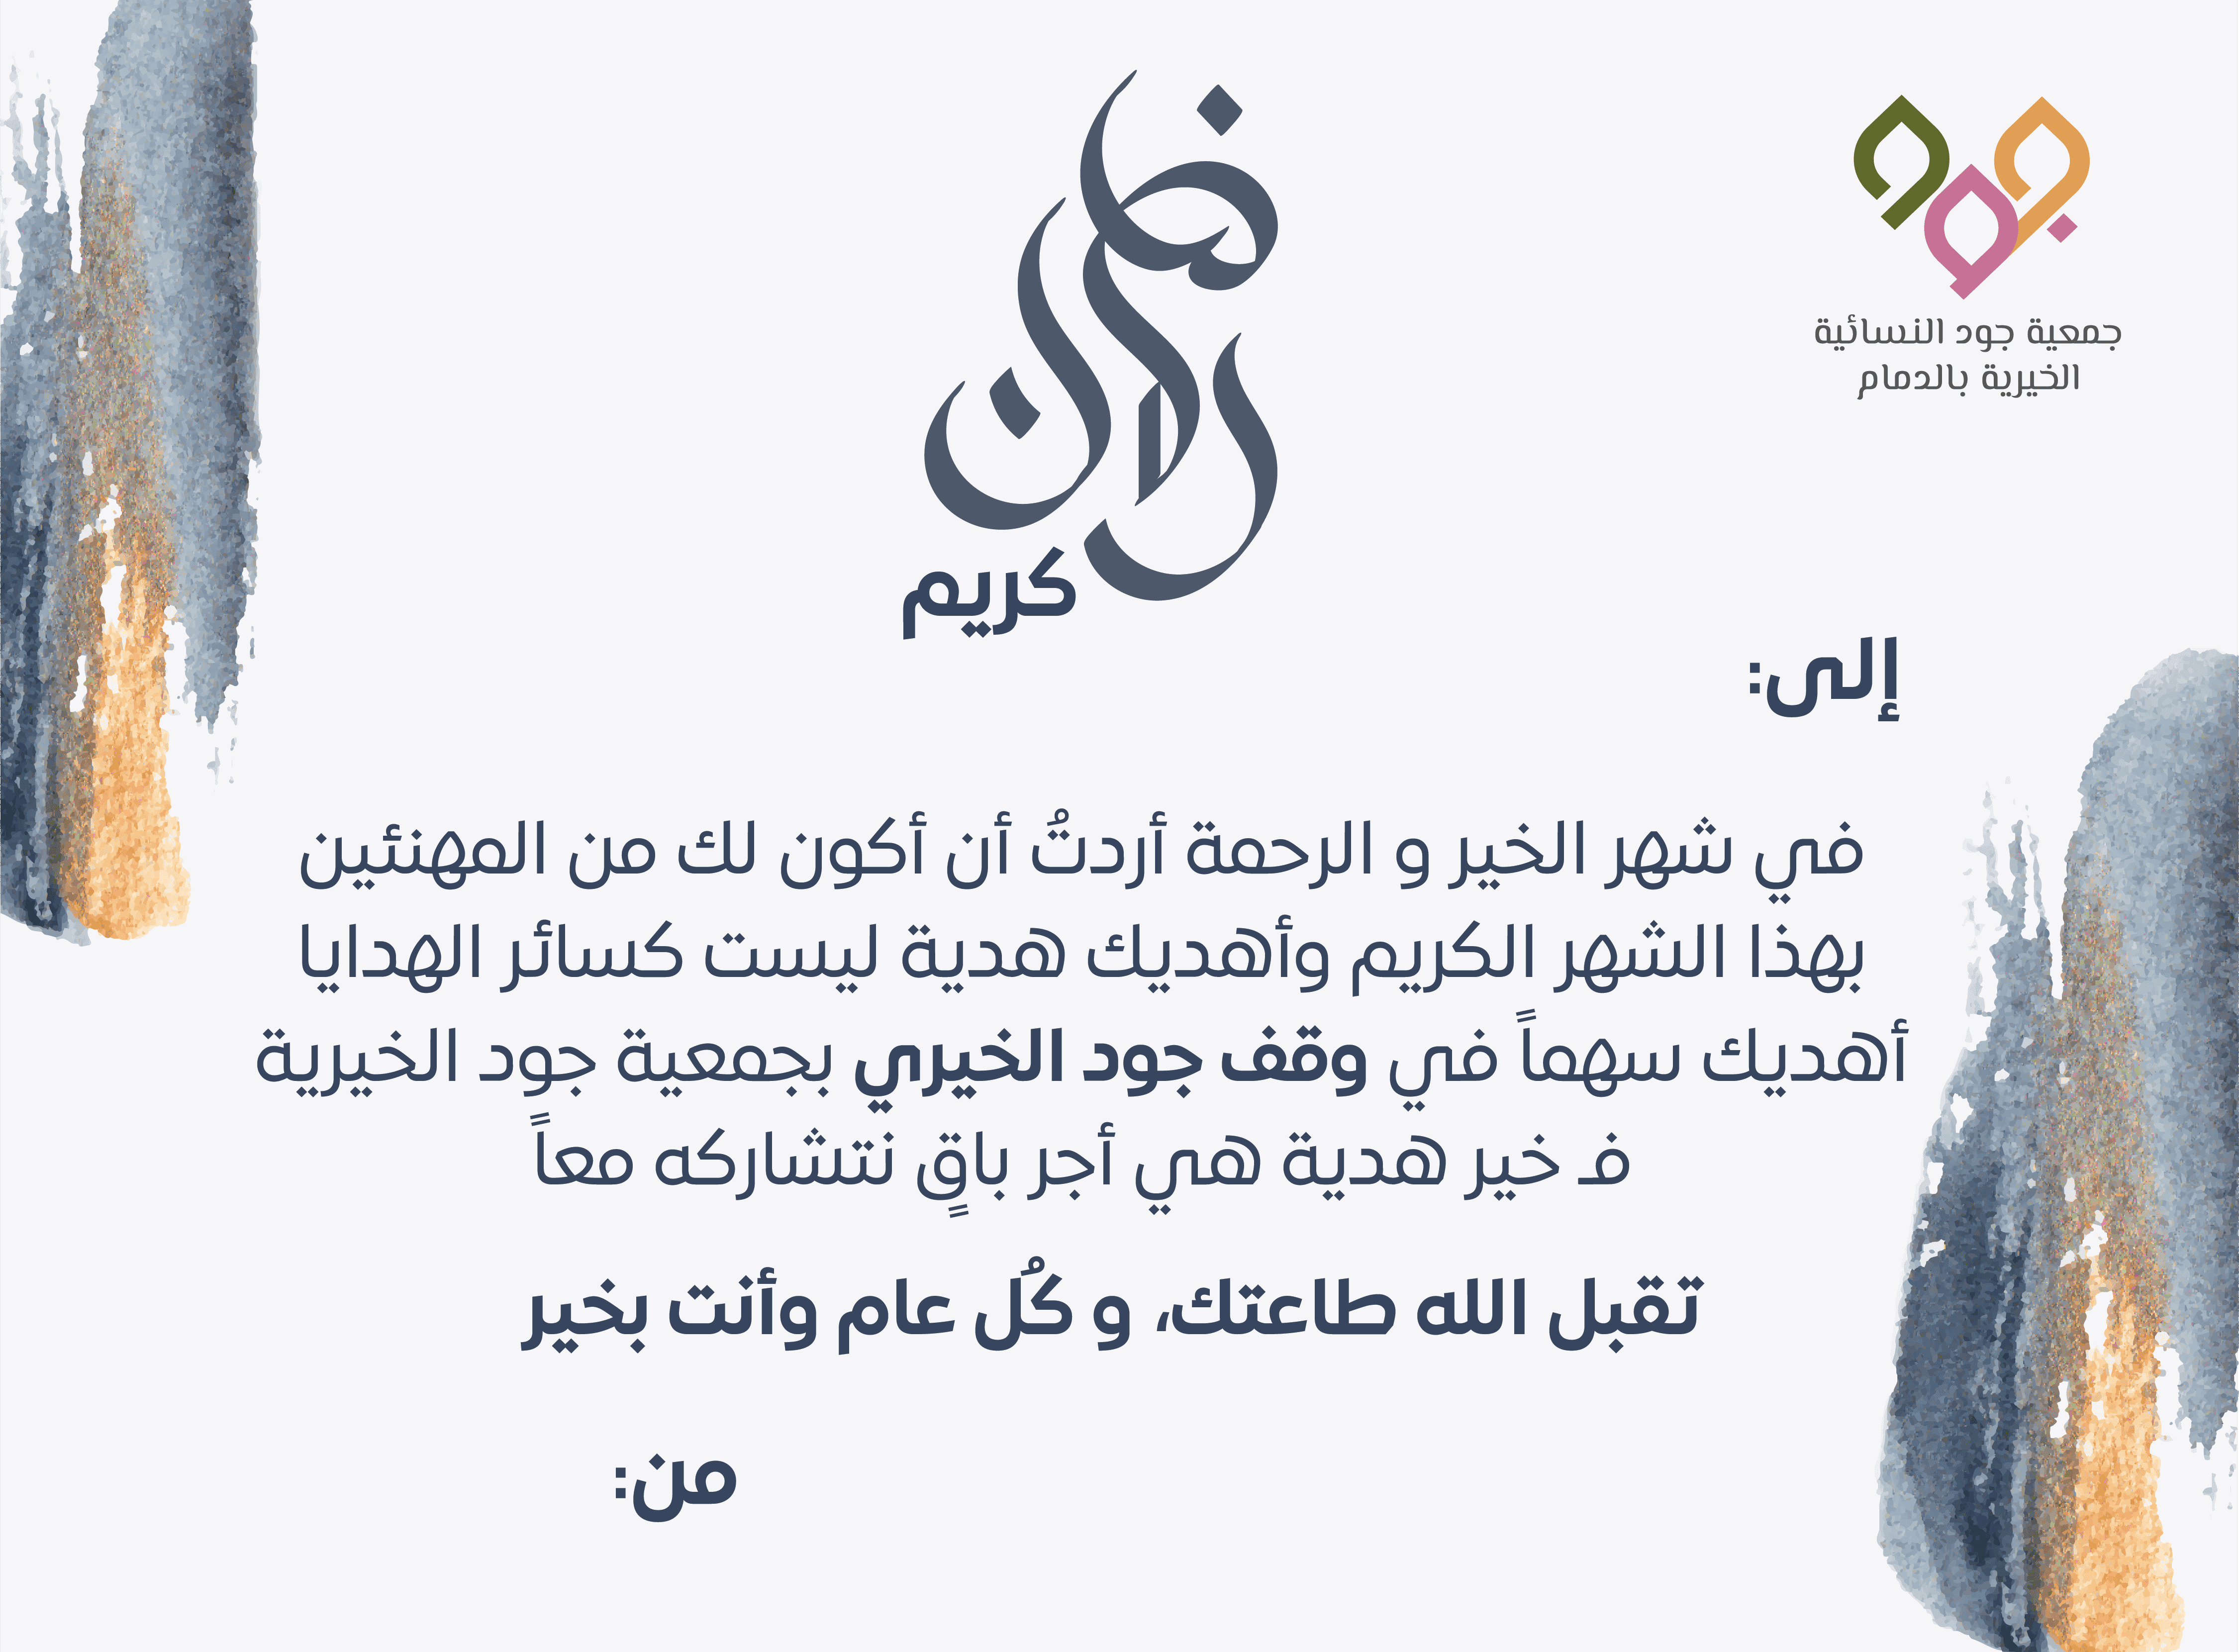 جمعية جود النسائية
الخيرية بالدمام
رمضان
كريم
إلى:
في شهر الخير و الرحمة أردتُ أن أكون لك من المهنئين
بهذا الشهر الكريم وأهديك هدية ليست كسائر الهدايا
أهديك سهماً في وقف جود الخيري بجمعية جود الخيرية
فـ خير هدية هي أجر باقٍ نتشاركه معاً
تقبل الله طاعتك، و كُل عام وأنت بخير
من: